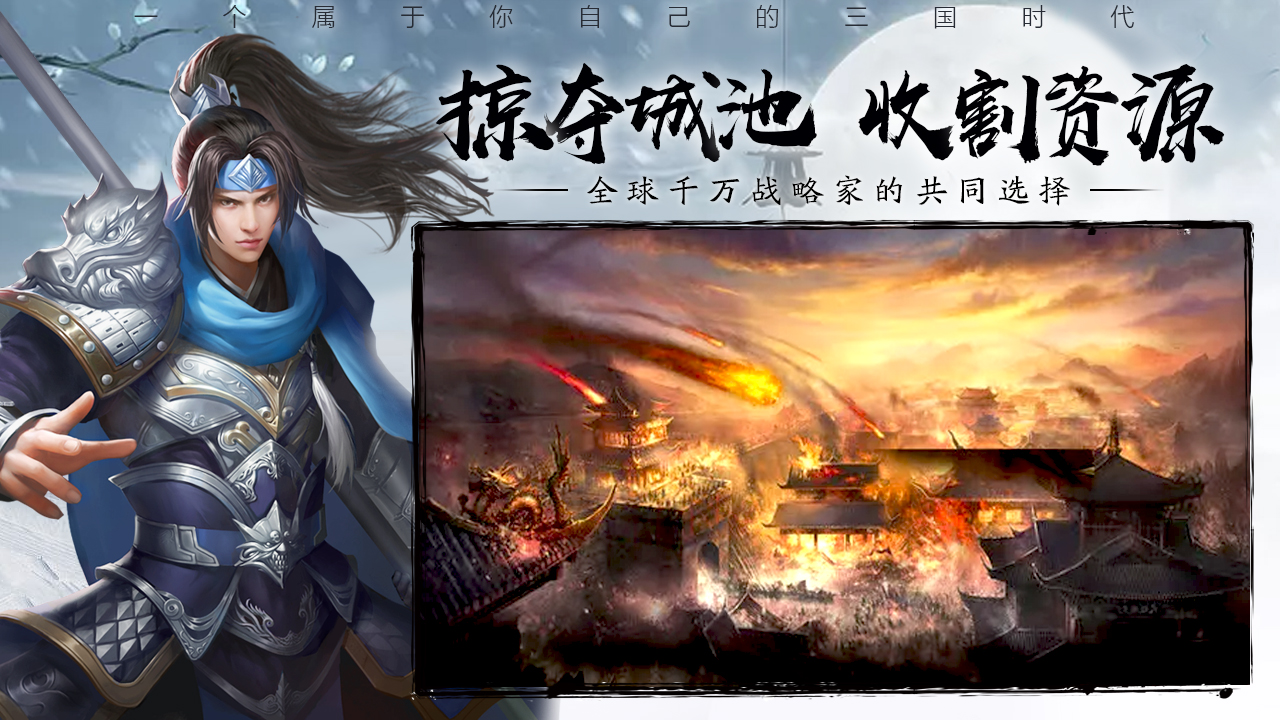 一个属于你自己的三国时代
掠夺城池 收割资源
全球千万战略家的共同选择